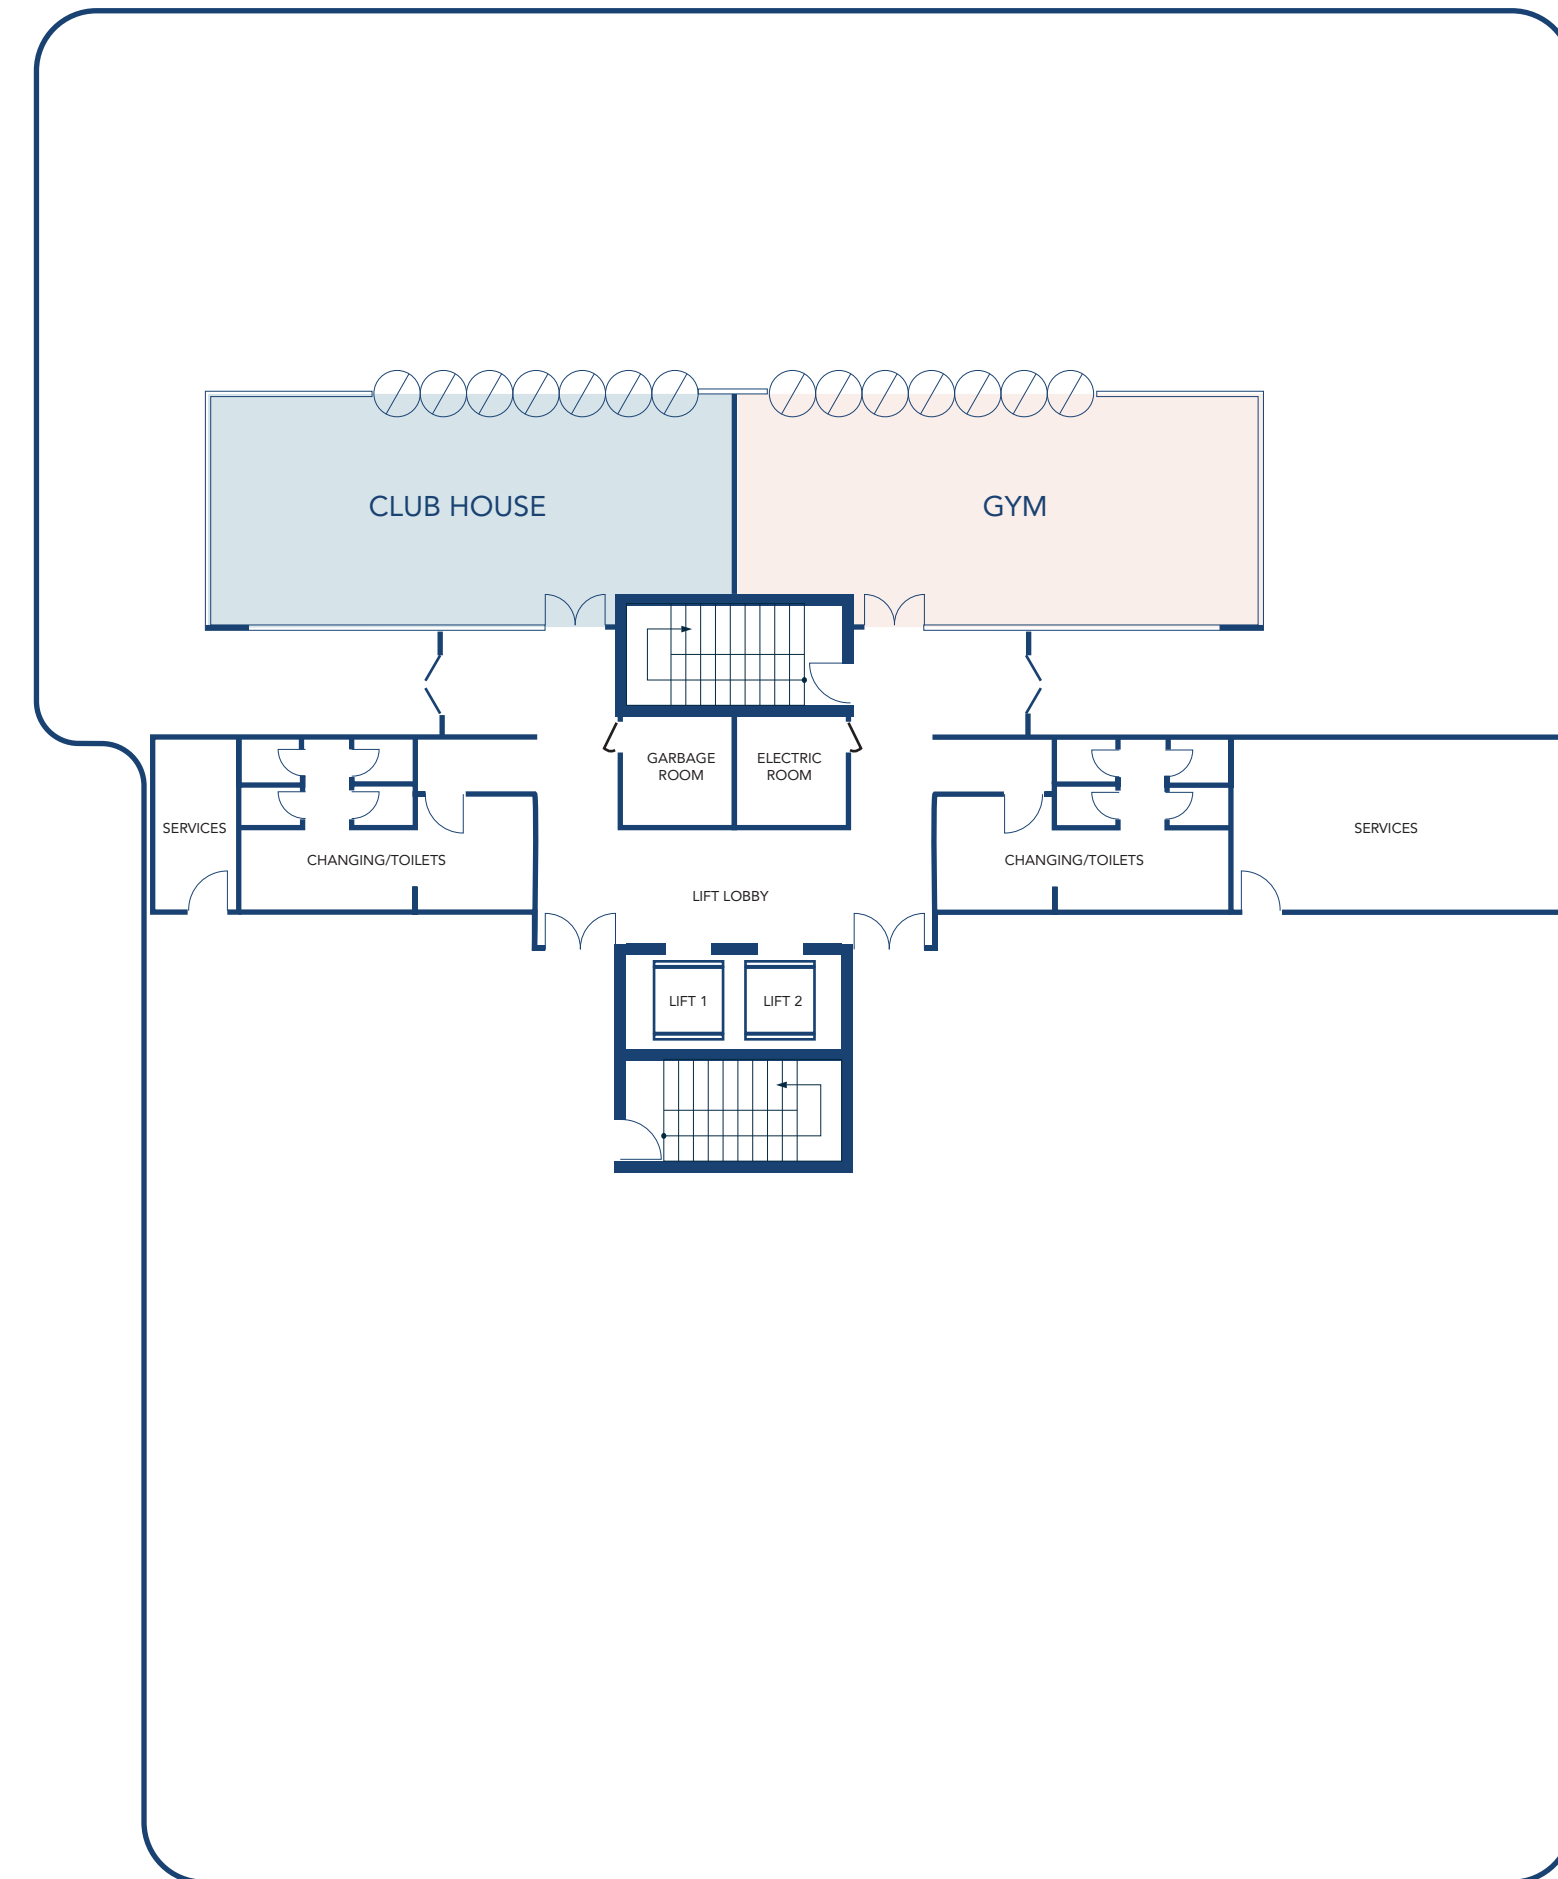 CLUB HOUSE
GYM
GARBAGE
ROOM
ELECTRIC
ROOM
SERVICES
CHANGING/TOILETS
LIFT LOBBY
CHANGING/TOILETS
SERVICES
LIFT 1
LIFT 2